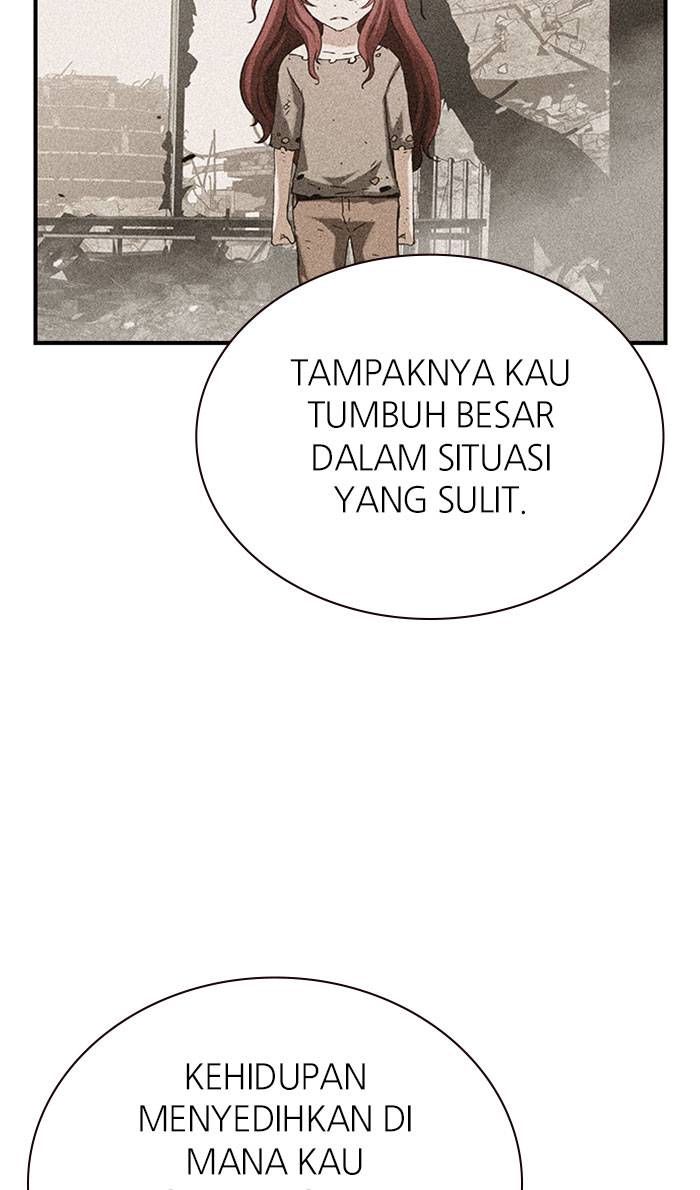 TAMPAKNYA KAU
TUMBUH BESAR
DALAM SITUASI
YANG SULIT.
KEHIDUPAN
MENYEDIHKAN DI
MANA KAU